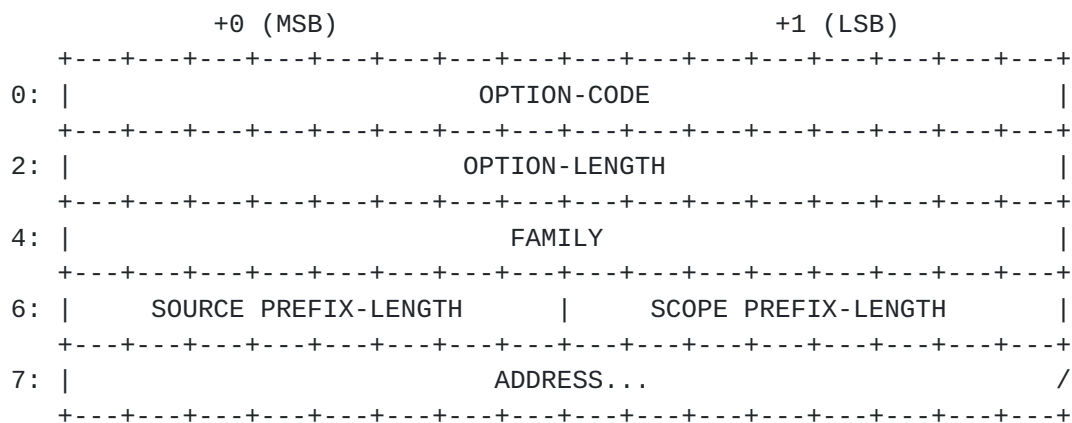 +0 (MSB) +1 (LSB)
+---+---+---+---+---+---+---+---+---+---+---+---+---+---+---+---+
0: | OPTION-CODE |
+---+---+---+---+---+---+---+---+---+---+---+---+---+---+---+---+
2: | OPTION-LENGTH |
+---+---+---+---+---+---+---+---+---+---+---+---+---+---+---+---+
4: | FAMILY |
+---+---+---+---+---+---+---+---+---+---+---+---+---+---+---+---+
6: | SOURCE PREFIX-LENGTH | SCOPE PREFIX-LENGTH |
+---+---+---+---+---+---+---+---+---+---+---+---+---+---+---+---+
7: | ADDRESS... /
+---+---+---+---+---+---+---+---+---+---+---+---+---+---+---+---+